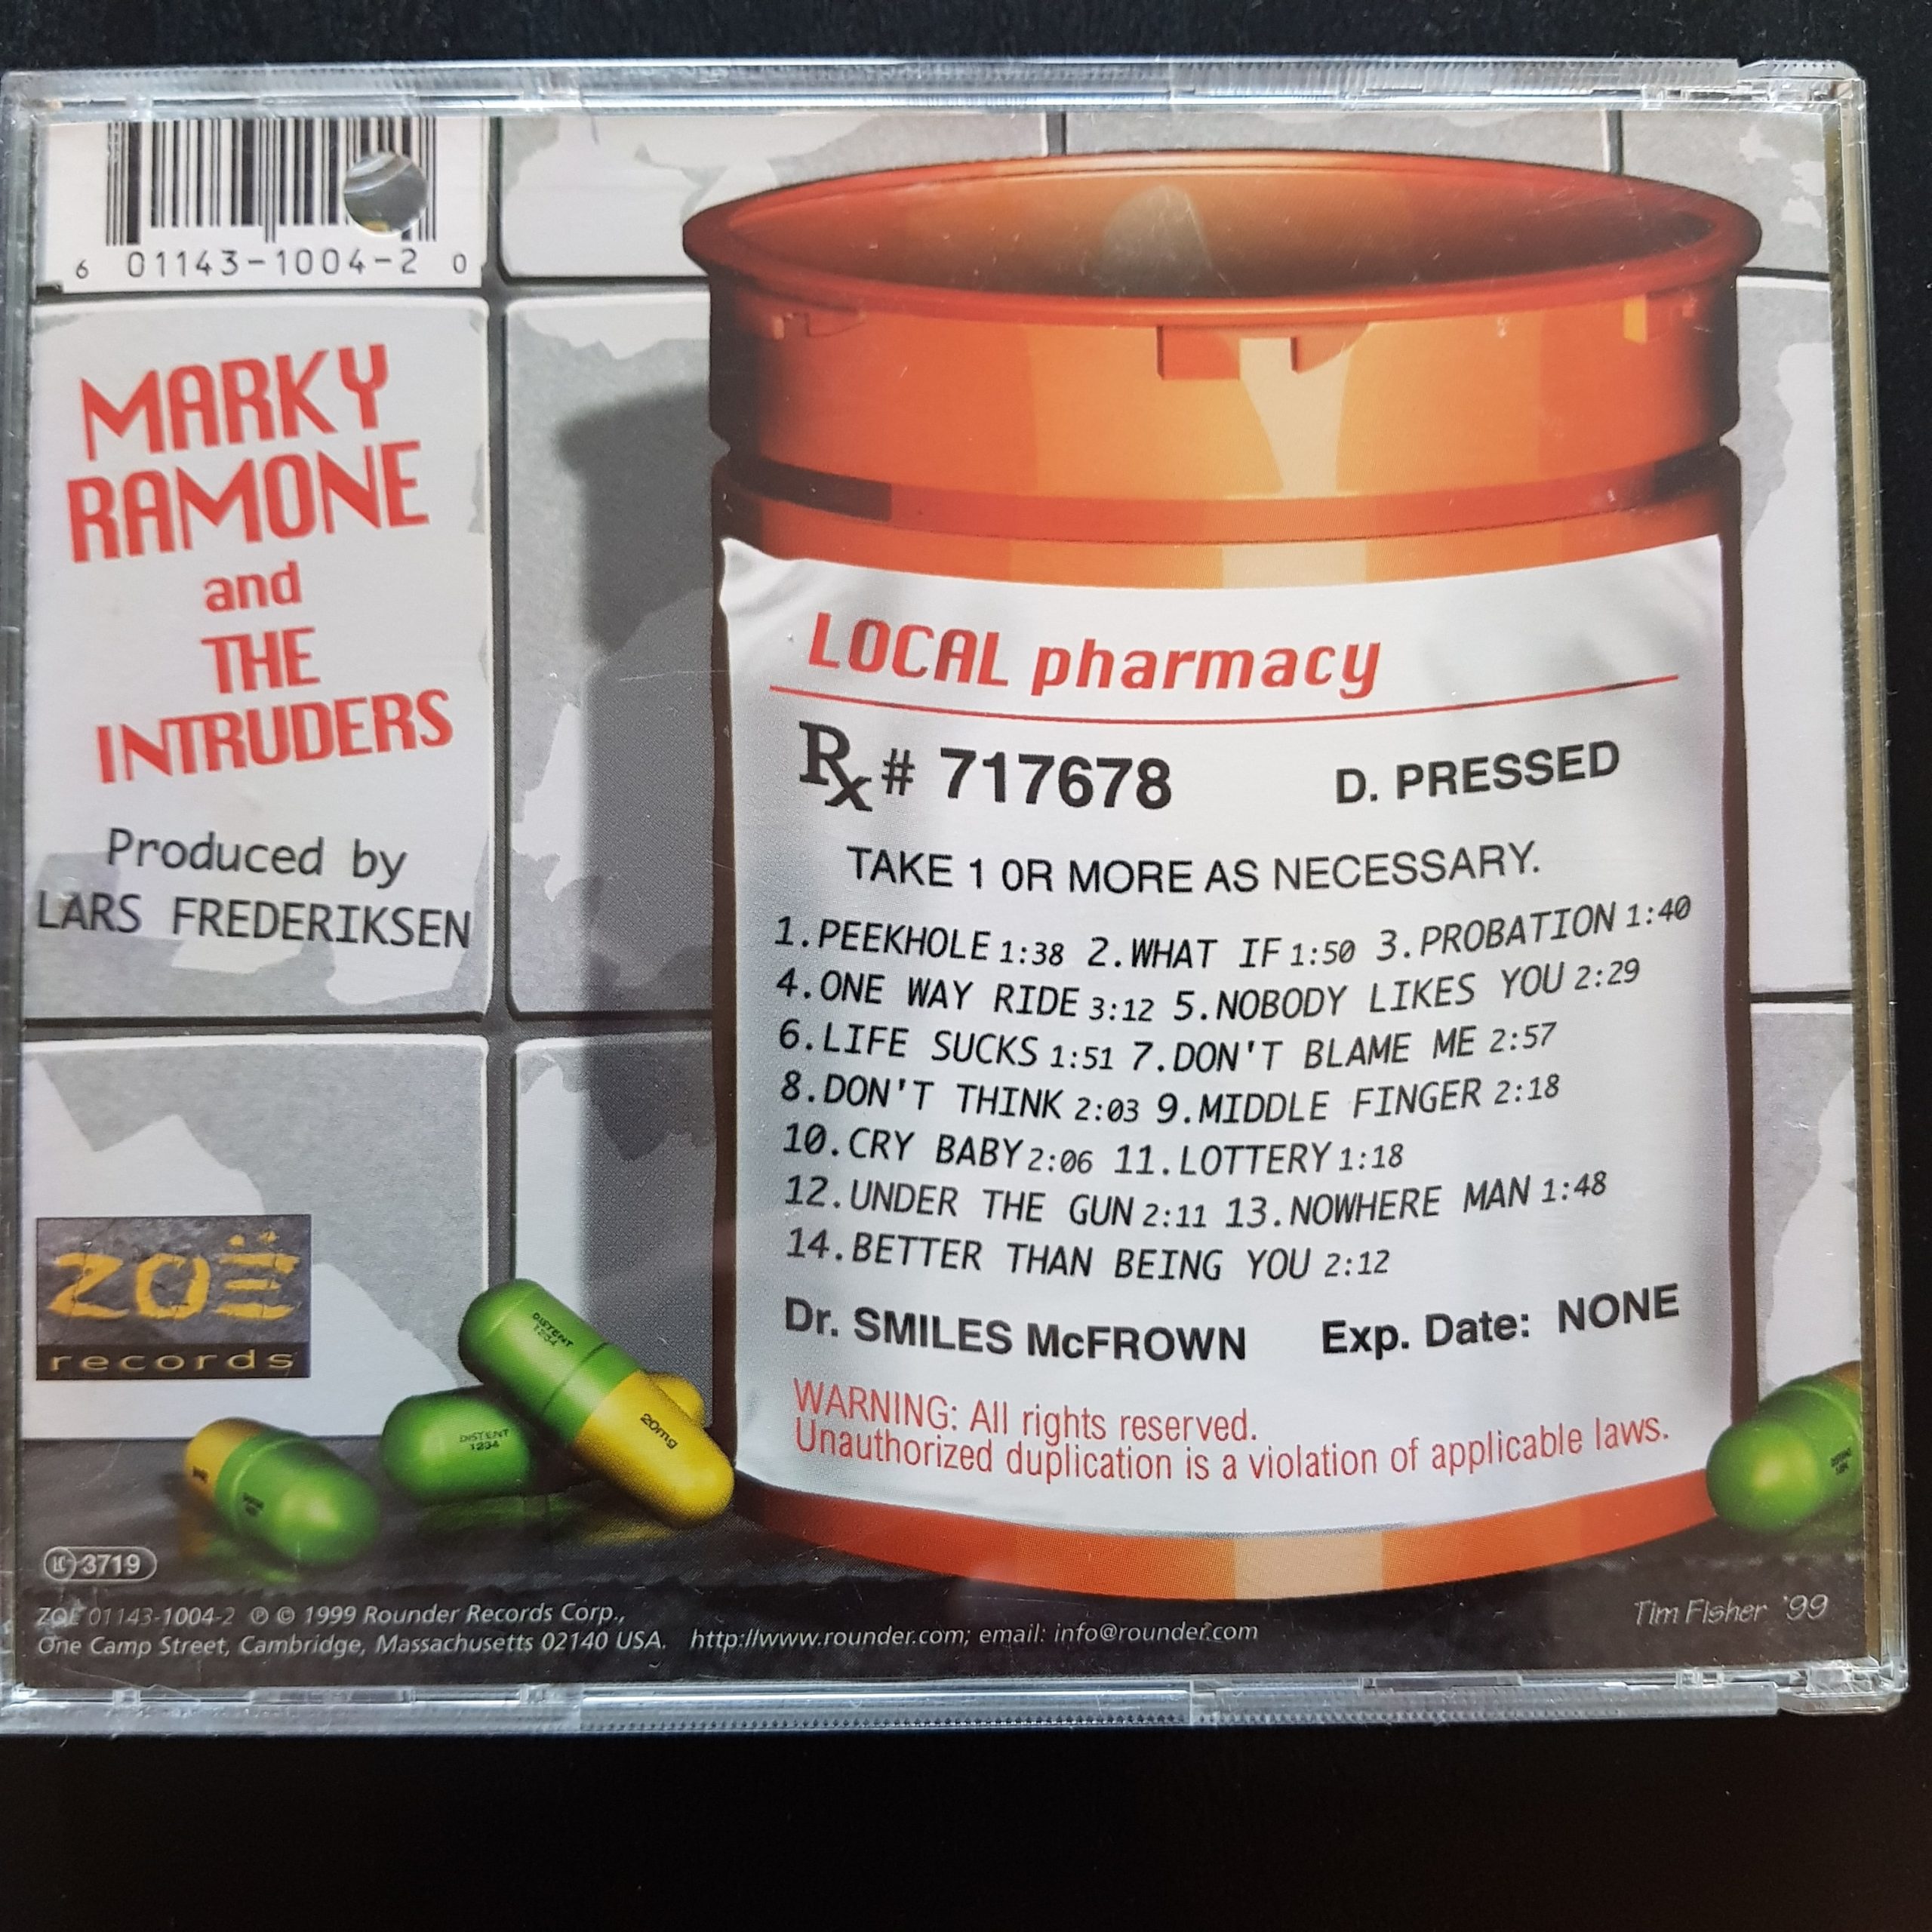 6 01143-1004-2 0
MARKY
RAMONE
and
THE
INTRUDERS
Produced by
LARS FREDERIKSEN
ZOË
records
LOCAL pharmacy
Rx # 717678 D. PRESSED
TAKE 1 OR MORE AS NECESSARY.
1.PEEKHOLE 1:38 2.WHAT IF 1:50 3.PROBATION 1:40
4.ONE WAY RIDE 3:12 5.NOBODY LIKES YOU 2:29
6.LIFE SUCKS 1:51 7.DON'T BLAME ME 2:57
8.DON'T THINK 2:03 9.MIDDLE FINGER 2:18
10.CRY BABY 2:06 11.LOTTERY 1:18
12.UNDER THE GUN 2:11 13.NOWHERE MAN 1:48
14.BETTER THAN BEING YOU 2:12
Dr. SMILES McFROWN Exp. Date: NONE
WARNING: All rights reserved.
Unauthorized duplication is a violation of applicable laws.
DISTENT
1234
20mg
DISTENT
1234
LC 3719
ZOE 01143-1004-2 ℗ © 1999 Rounder Records Corp.,
One Camp Street, Cambridge, Massachusetts 02140 USA. http://www.rounder.com; email: info@rounder.com
Tim Fisher '99